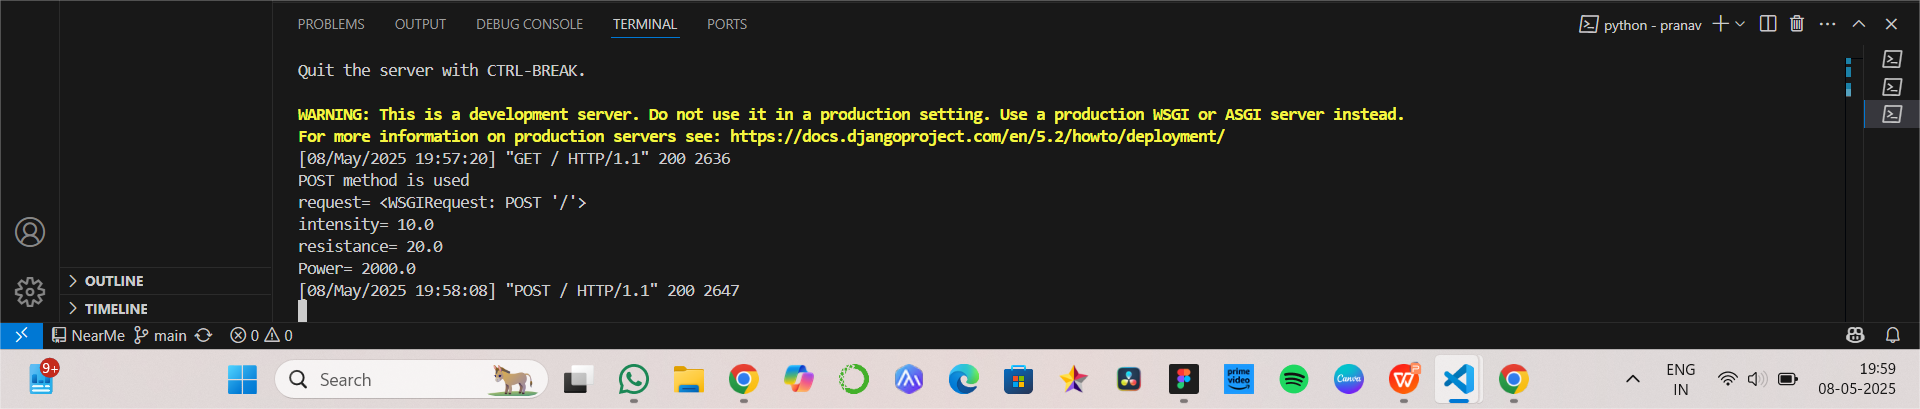 PROBLEMS OUTPUT DEBUG CONSOLE TERMINAL PORTS
python - pranav
Quit the server with CTRL-BREAK.
WARNING: This is a development server. Do not use it in a production setting. Use a production WSGI or ASGI server instead.
For more information on production servers see: https://docs.djangoproject.com/en/5.2/howto/deployment/
[08/May/2025 19:57:20] "GET / HTTP/1.1" 200 2636
POST method is used
request= <WSGIRequest: POST '/'>
intensity= 10.0
resistance= 20.0
Power= 2000.0
[08/May/2025 19:58:08] "POST / HTTP/1.1" 200 2647
OUTLINE
TIMELINE
NearMe main 0 0
9+
Search
prime video
Canva
ENG
IN
19:59
08-05-2025